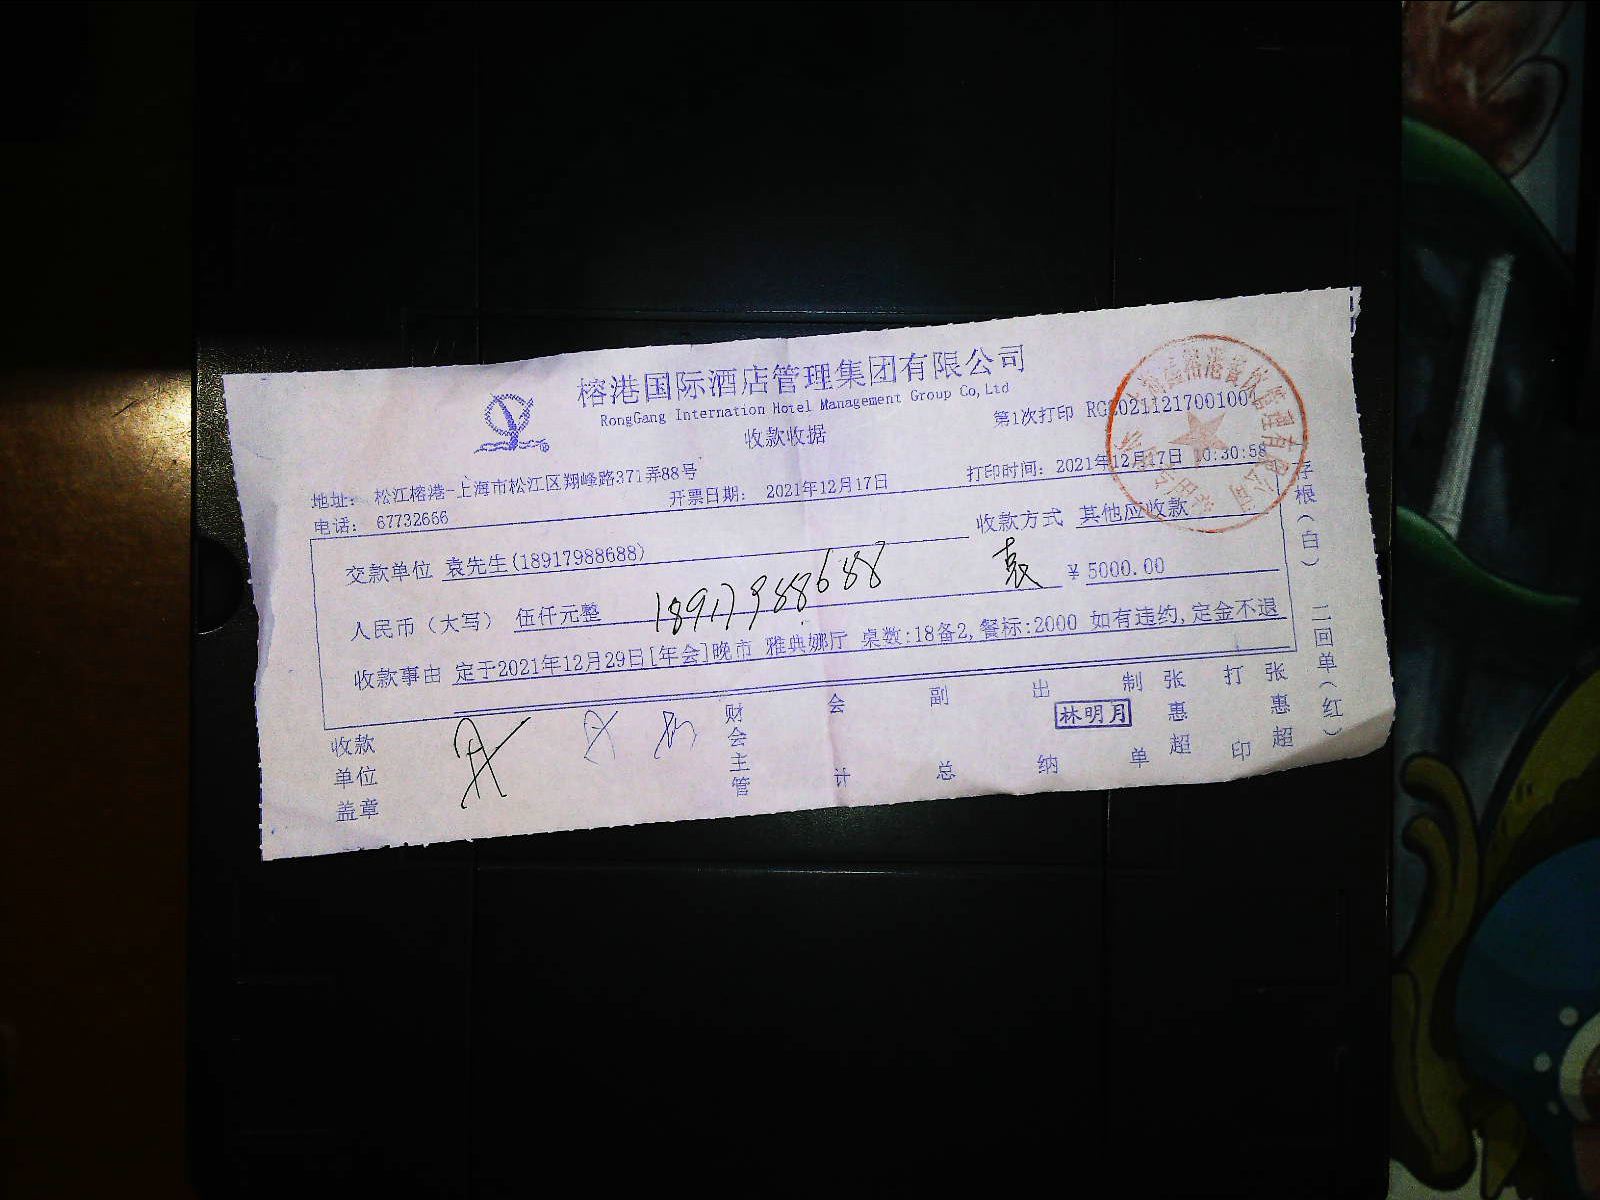 榕港国际酒店管理集团有限公司
RongGang Internation Hotel Management Group Co,Ltd
收款收据
第1次打印 RG20211217001001
地址： 松江榕港-上海市松江区翔峰路371弄88号
电话： 67732666
开票日期： 2021年12月17日
打印时间：2021年12月17日 10:30:58
交款单位 袁先生(18917988688)
收款方式 其他应收款
人民币（大写） 伍仟元整 18917988688 袁 ￥5000.00
收款事由 定于2021年12月29日[年会]晚市 雅典娜厅 桌数:18备2,餐标:2000 如有违约,定金不退
收款单位盖章
财会主管
会计
副总
出纳
林明月
制单
张惠超
打印
张惠超
存根（白） 二回单（红）